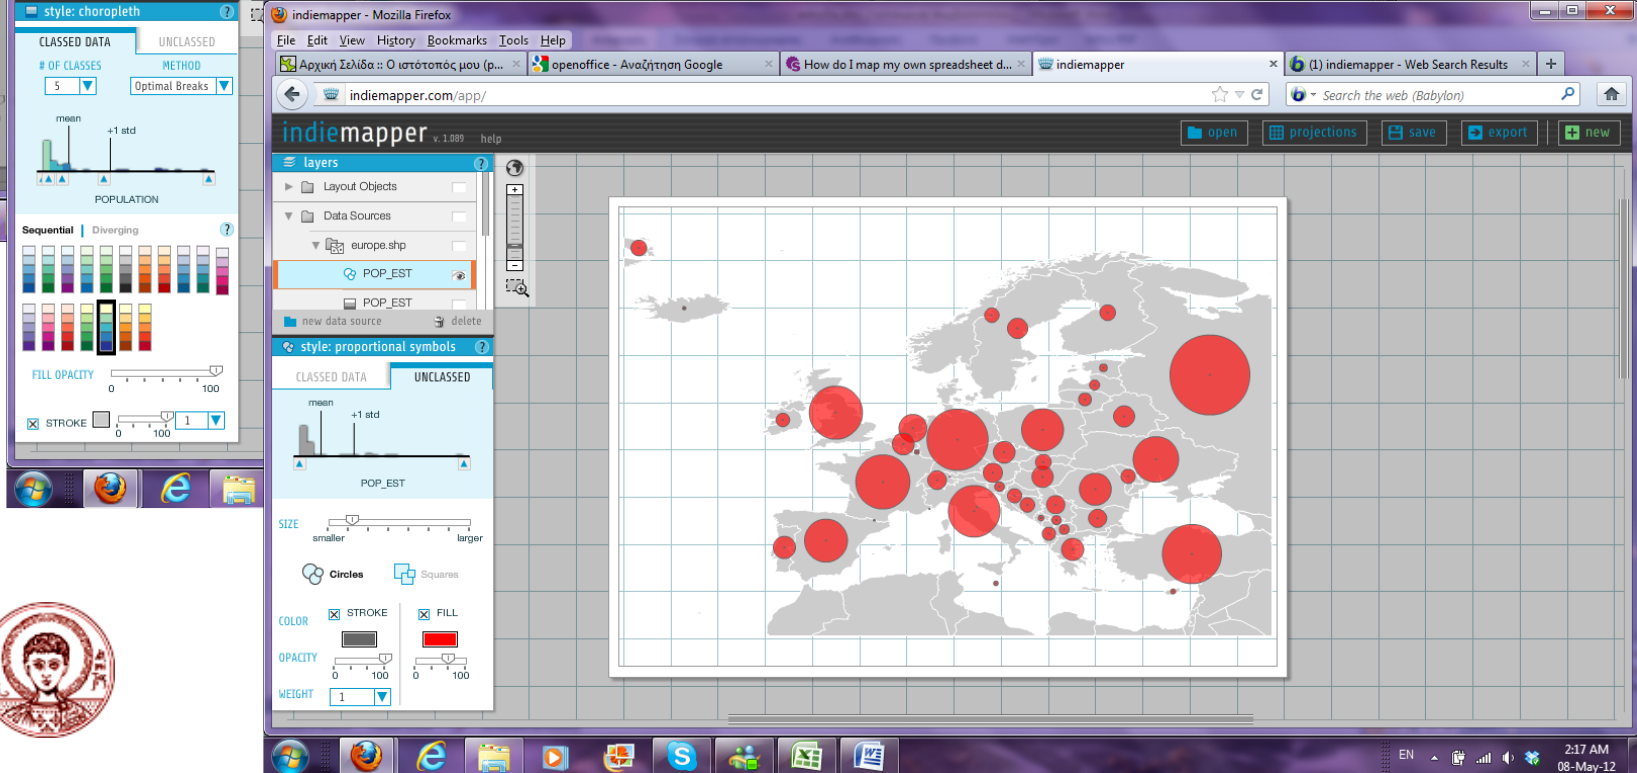 style: choropleth ?
CLASSED DATA UNCLASSED
# OF CLASSES METHOD
5 Optimal Breaks
mean
+1 std
POPULATION
Sequential | Diverging ?
FILL OPACITY
0 100
STROKE 1
0 100
indiemapper - Mozilla Firefox
File Edit View History Bookmarks Tools Help
Αρχική Σελίδα :: Ο ιστότοπός μου (p... × openoffice - Αναζήτηση Google × How do I map my own spreadsheet d... × indiemapper × (1) indiemapper - Web Search Results × +
indiemapper.com/app/ Search the web (Babylon)
indiemapper v. 1.089 help open projections save export new
layers ?
Layout Objects
Data Sources
europe.shp
POP_EST
POP_EST
new data source delete
style: proportional symbols ?
CLASSED DATA UNCLASSED
mean
+1 std
POP_EST
SIZE
smaller larger
Circles Squares
COLOR STROKE FILL
OPACITY
0 100 0 100
WEIGHT 1
EN 2:17 AM
08-May-12